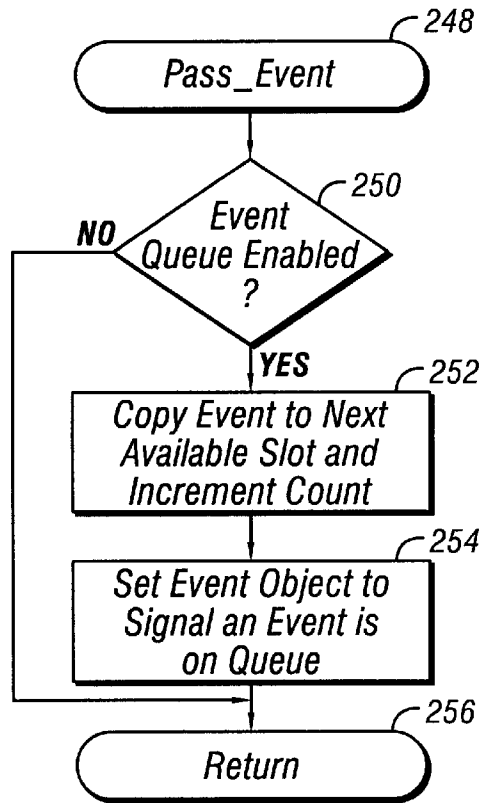 248
Pass_Event
250
Event
Queue Enabled
?
NO
YES
252
Copy Event to Next
Available Slot and
Increment Count
254
Set Event Object to
Signal an Event is
on Queue
256
Return